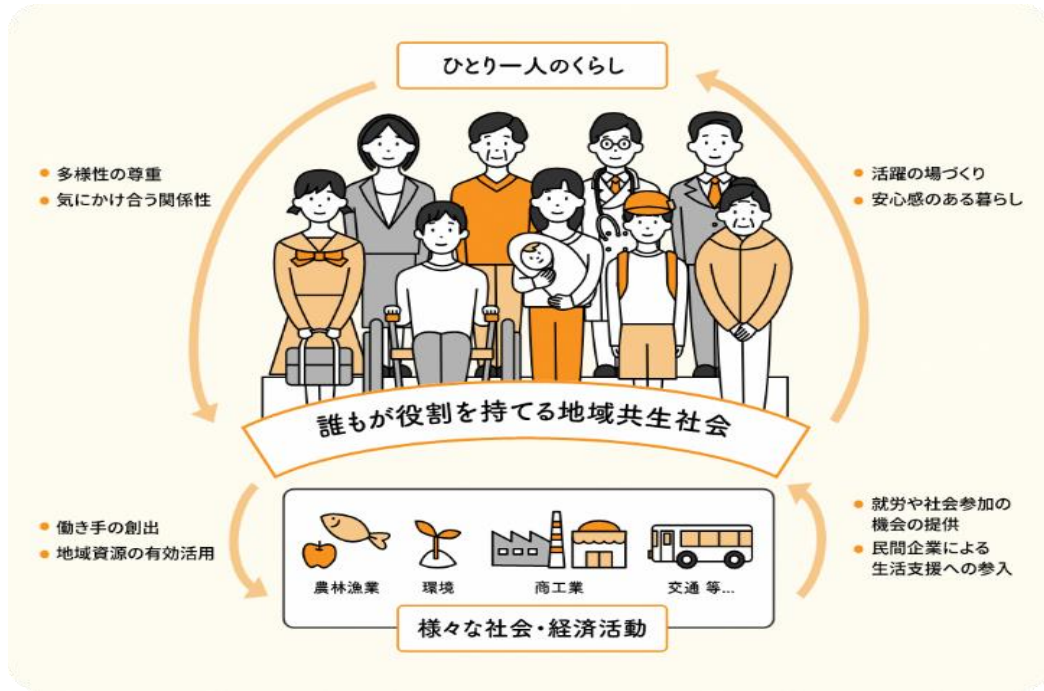 ひとり一人のくらし
多様性の尊重
気にかけ合う関係性
活躍の場づくり
安心感のある暮らし
誰もが役割を持てる地域共生社会
働き手の創出
地域資源の有効活用
就労や社会参加の
機会の提供
民間企業による
生活支援への参入
農林漁業
環境
商工業
交通 等...
様々な社会・経済活動